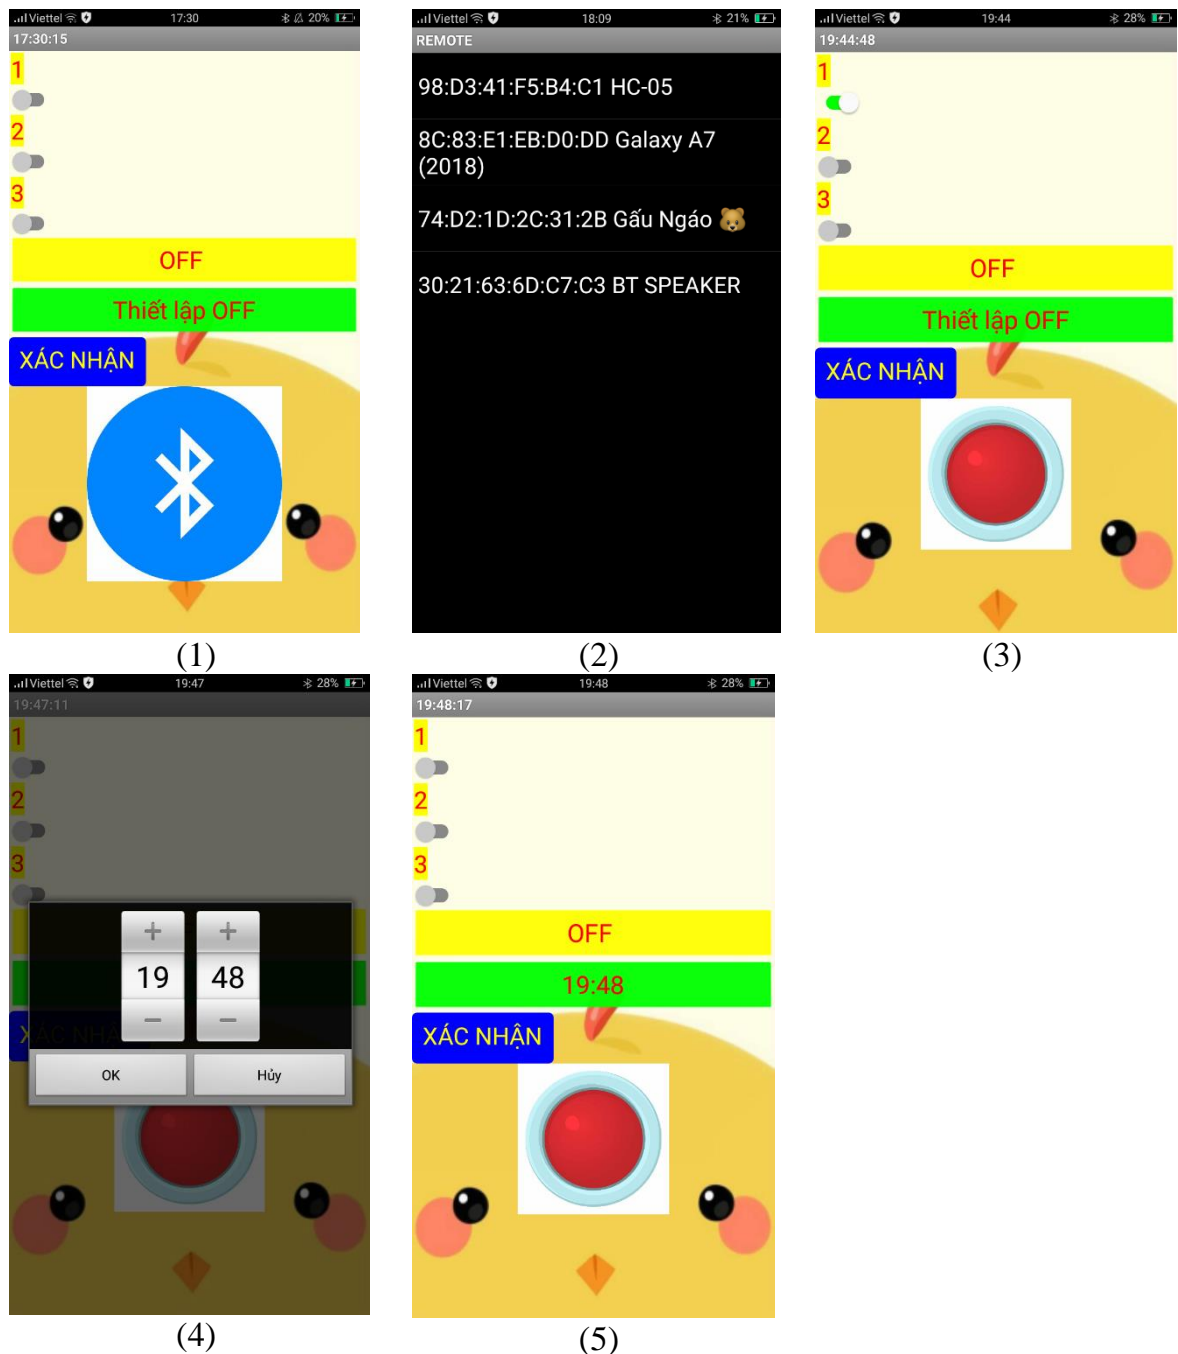 Viettel 17:30 20%
17:30:15
1
2
3
OFF
Thiết lập OFF
XÁC NHẬN
(1)
Viettel 18:09 21%
REMOTE
98:D3:41:F5:B4:C1 HC-05
8C:83:E1:EB:D0:DD Galaxy A7
(2018)
74:D2:1D:2C:31:2B Gấu Ngáo 🐻
30:21:63:6D:C7:C3 BT SPEAKER
(2)
Viettel 19:44 28%
19:44:48
1
2
3
OFF
Thiết lập OFF
XÁC NHẬN
(3)
Viettel 19:47 28%
19:47:11
1
2
3
+ +
19 48
− −
XÁC NHẬN
OK Hủy
(4)
Viettel 19:48 28%
19:48:17
1
2
3
OFF
19:48
XÁC NHẬN
(5)